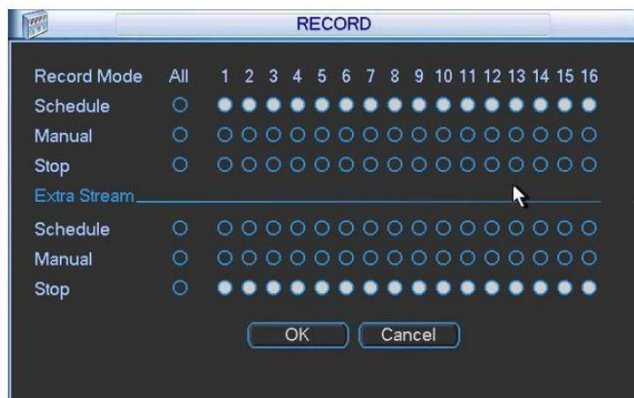 RECORD
Record Mode All 1 2 3 4 5 6 7 8 9 10 11 12 13 14 15 16
Schedule
Manual
Stop
Extra Stream
Schedule
Manual
Stop
OK Cancel